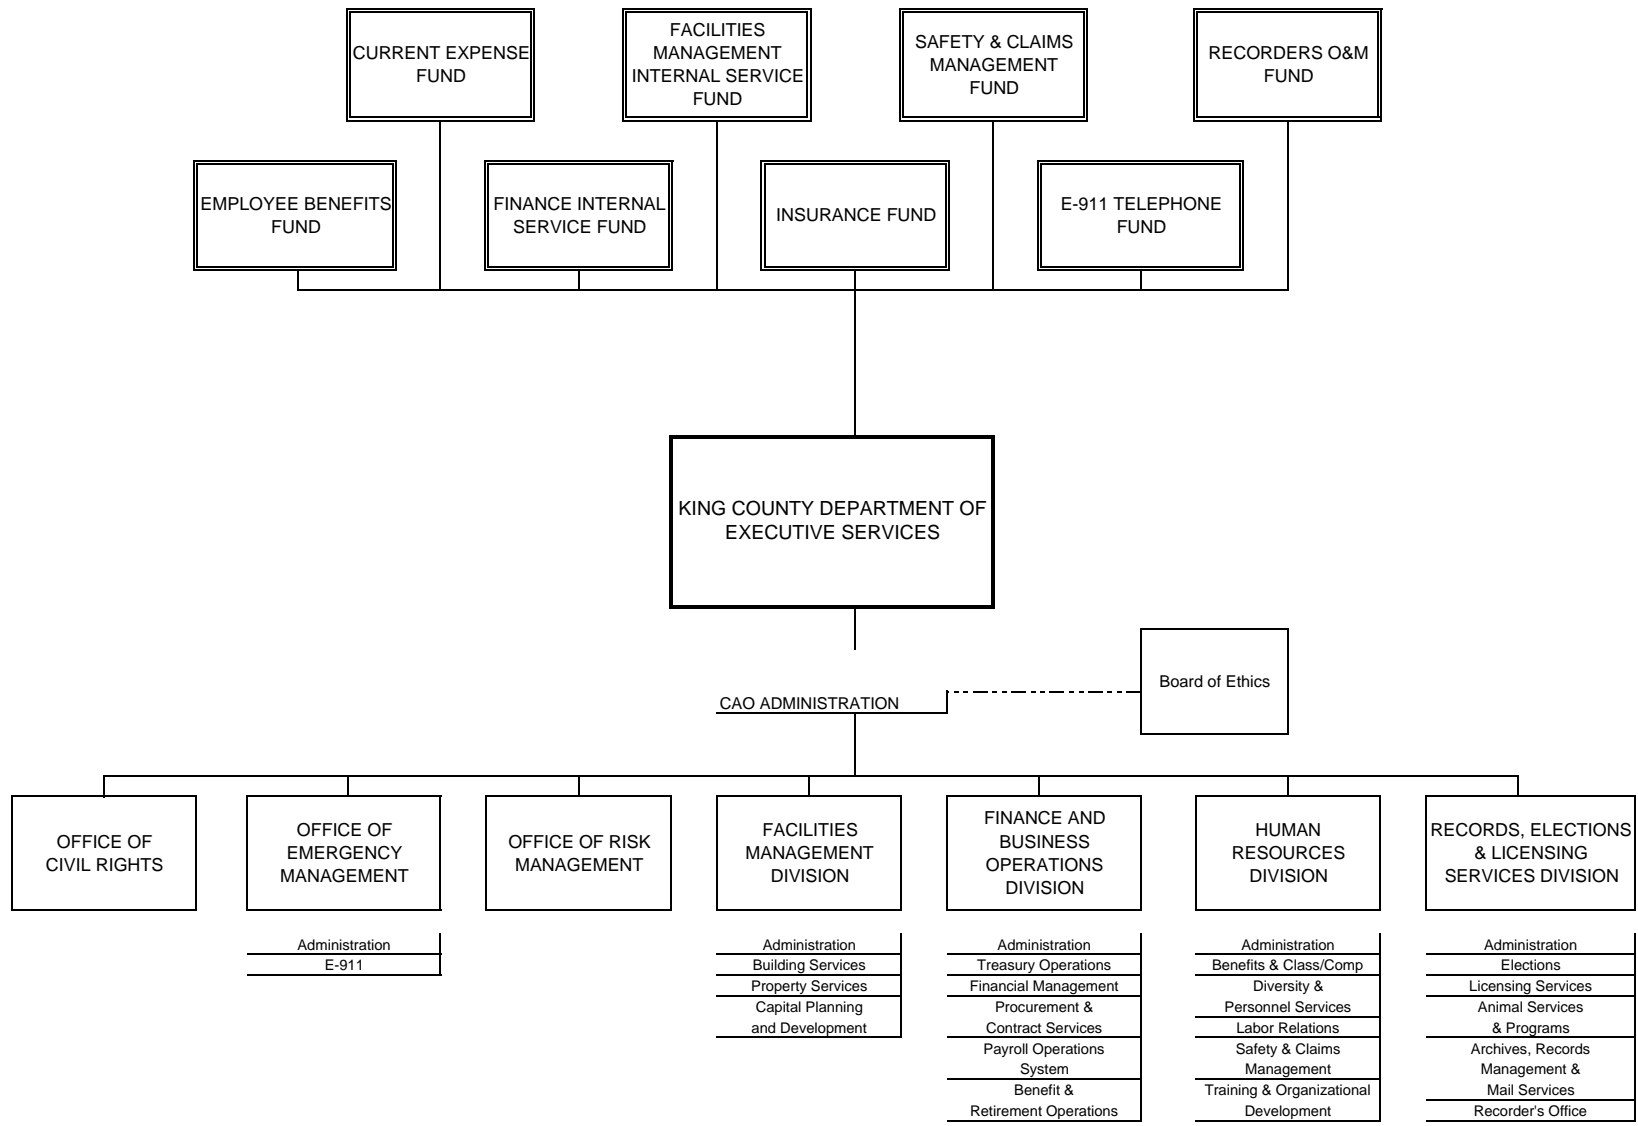 CURRENT EXPENSE
FUND
FACILITIES
MANAGEMENT
INTERNAL SERVICE
FUND
SAFETY & CLAIMS
MANAGEMENT
FUND
RECORDERS O&M
FUND
EMPLOYEE BENEFITS
FUND
FINANCE INTERNAL
SERVICE FUND
INSURANCE FUND
E-911 TELEPHONE
FUND
KING COUNTY DEPARTMENT OF
EXECUTIVE SERVICES
Board of Ethics
CAO ADMINISTRATION
OFFICE OF
CIVIL RIGHTS
OFFICE OF
EMERGENCY
MANAGEMENT
OFFICE OF RISK
MANAGEMENT
FACILITIES
MANAGEMENT
DIVISION
FINANCE AND
BUSINESS
OPERATIONS
DIVISION
HUMAN
RESOURCES
DIVISION
RECORDS, ELECTIONS
& LICENSING
SERVICES DIVISION
Administration
E-911
Administration
Building Services
Property Services
Capital Planning
and Development
Administration
Treasury Operations
Financial Management
Procurement &
Contract Services
Payroll Operations
System
Benefit &
Retirement Operations
Administration
Benefits & Class/Comp
Diversity &
Personnel Services
Labor Relations
Safety & Claims
Management
Training & Organizational
Development
Administration
Elections
Licensing Services
Animal Services
& Programs
Archives, Records
Management &
Mail Services
Recorder's Office